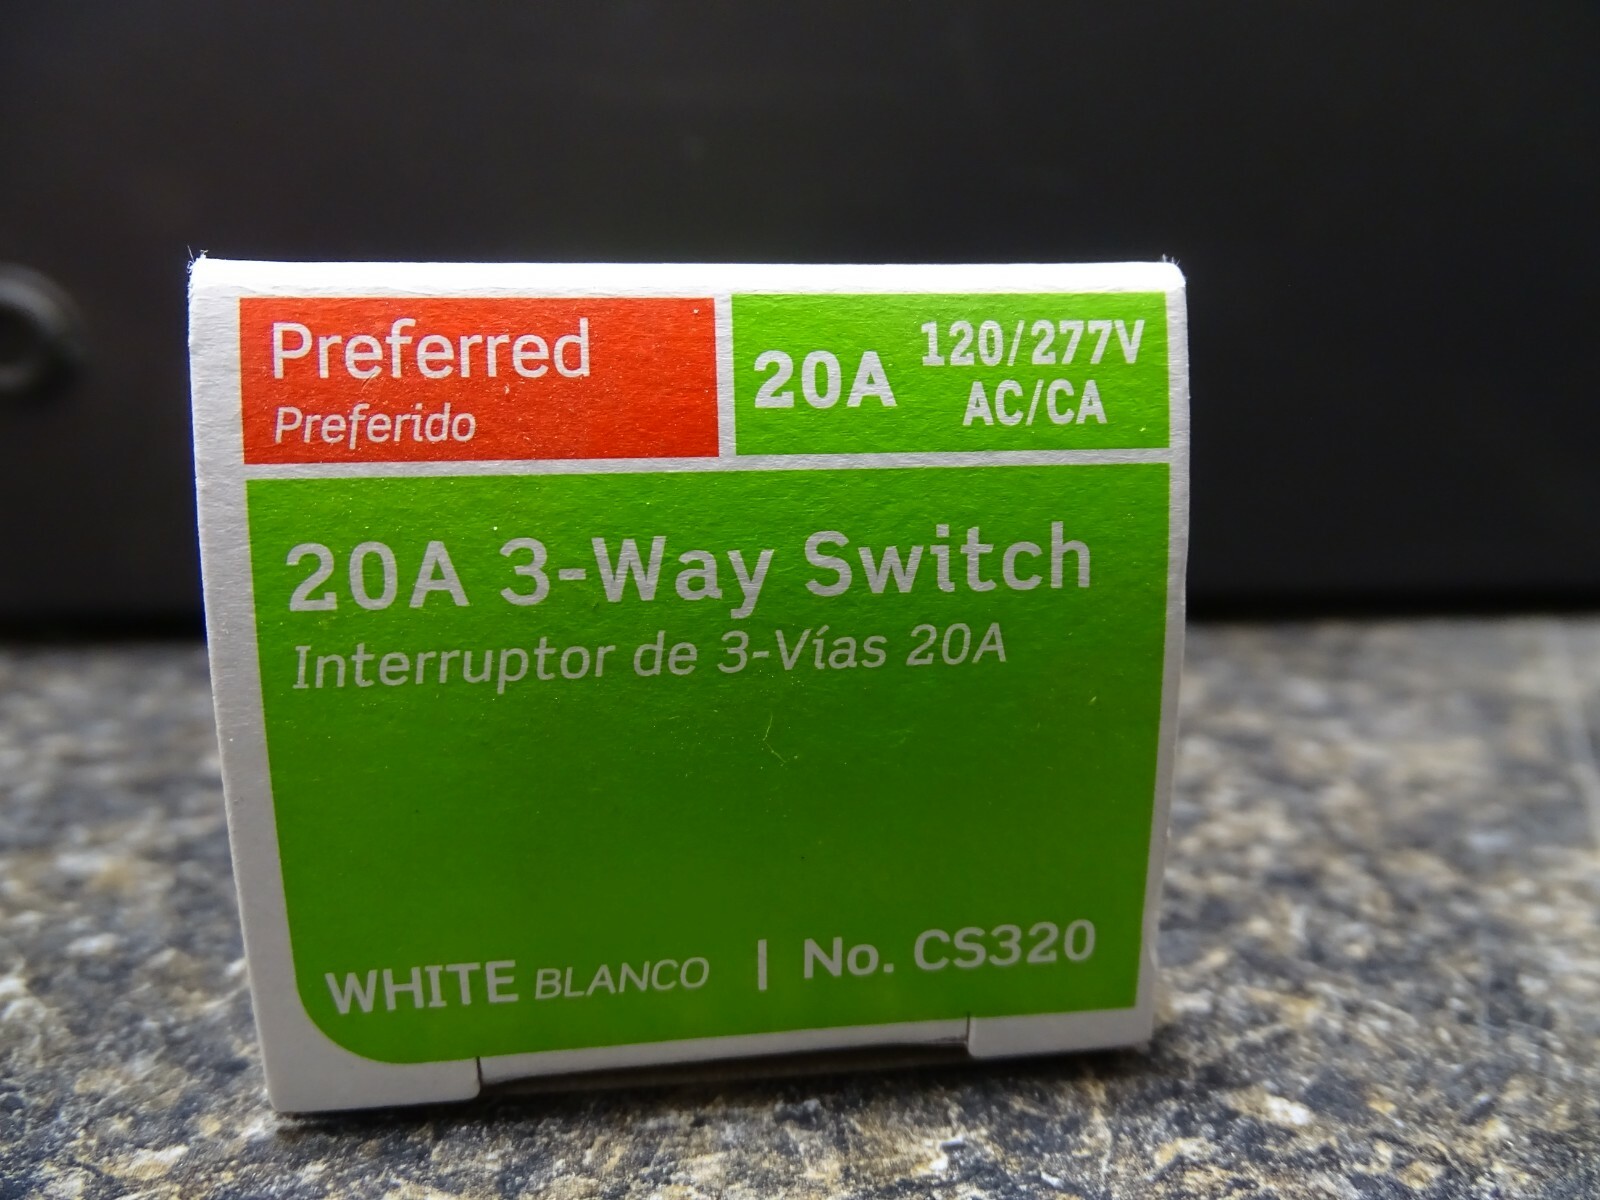 Preferred
Preferido
20A
120/277V
AC/CA
20A 3-Way Switch
Interruptor de 3-Vías 20A
WHITE BLANCO | No. CS320